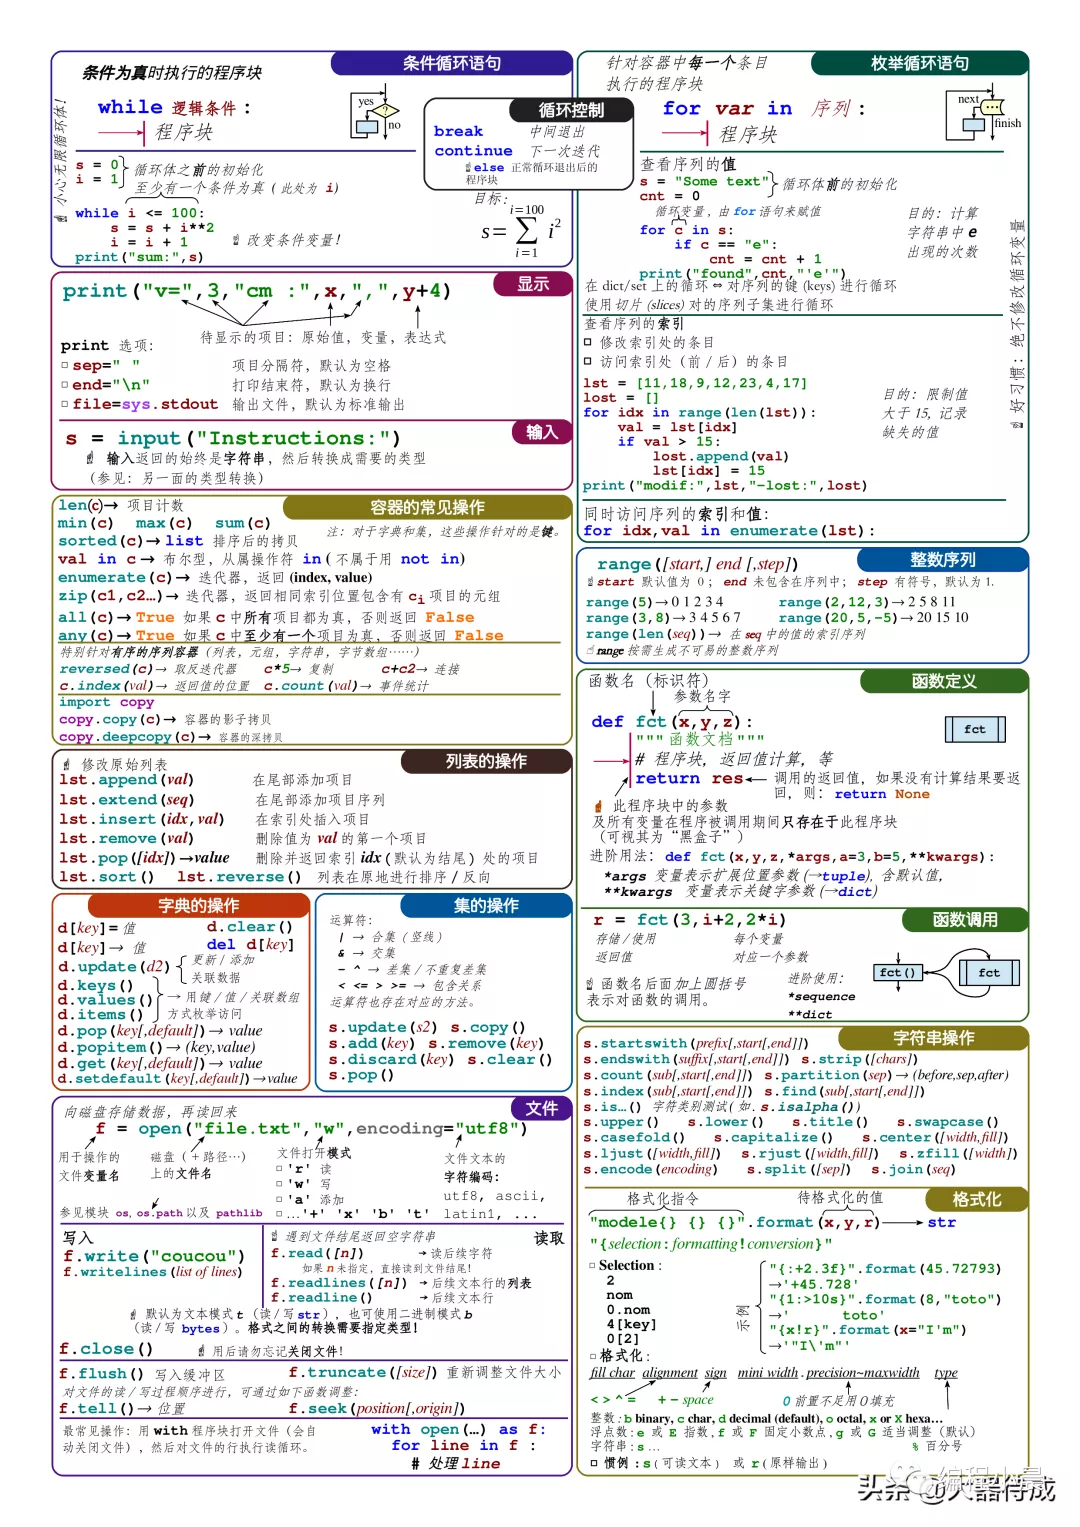 条件循环语句
条件为真时执行的程序块
while 逻辑条件 :
程序块
yes
?
no
☝ 小心无限循环体!
s = 0
i = 1
循环体之前的初始化
至少有一个条件为真 ( 此处为 i)
while i <= 100:
s = s + i**2
i = i + 1
print("sum:",s)
☝ 改变条件变量!
循环控制
break 中间退出
continue 下一次迭代
☝else 正常循环退出后的
程序块
目标:
i=100
s= ∑ i²
i=1
枚举循环语句
针对容器中每一个条目
执行的程序块
for var in 序列 :
程序块
next
...
finish
查看序列的值
s = "Some text"
cnt = 0
循环体前的初始化
循环变量 , 由 for 语句来赋值
for c in s:
if c == "e":
cnt = cnt + 1
print("found",cnt,"'e'")
目的: 计算
字符串中 e
出现的次数
在 dict/set 上的循环 ⇔ 对序列的键 (keys) 进行循环
使用切片 (slices) 对的序列子集进行循环
查看序列的索引
□ 修改索引处的条目
□ 访问索引处 (前 / 后) 的条目
lst = [11,18,9,12,23,4,17]
lost = []
for idx in range(len(lst)):
val = lst[idx]
if val > 15:
lost.append(val)
lst[idx] = 15
print("modif:",lst,"-lost:",lost)
目的: 限制值
大于 15, 记录
缺失的值
同时访问序列的索引和值:
for idx,val in enumerate(lst):
☝ 好习惯: 绝不修改循环变量
显示
print("v=",3,"cm :",x,",",y+4)
待显示的项目: 原始值, 变量, 表达式
print 选项:
□ sep=" " 项目分隔符, 默认为空格
□ end="\n" 打印结束符, 默认为换行
□ file=sys.stdout 输出文件, 默认为标准输出
输入
s = input("Instructions:")
☝ 输入返回的始终是字符串, 然后转换成需要的类型
(参见: 另一面的类型转换)
容器的常见操作
len(c)→ 项目计数
min(c) max(c) sum(c)
sorted(c)→list 排序后的拷贝
注: 对于字典和集, 这些操作针对的是键。
val in c→ 布尔型, 从属操作符 in ( 不属于用 not in)
enumerate(c)→ 迭代器, 返回 (index, value)
zip(c1,c2…)→ 迭代器, 返回相同索引位置包含有 ci 项目的元组
all(c)→True 如果 c 中所有项目都为真, 否则返回 False
any(c)→True 如果 c 中至少有一个项目为真, 否则返回 False
特别针对有序的序列容器 (列表, 元组, 字符串, 字节数组……)
reversed(c)→ 取反迭代器 c*5→ 复制 c+c2→ 连接
c.index(val)→ 返回值的位置 c.count(val)→ 事件统计
import copy
copy.copy(c)→ 容器的影子拷贝
copy.deepcopy(c)→ 容器的深拷贝
整数序列
range([start,] end [,step])
☝start 默认值为 0 ; end 未包含在序列中; step 有符号, 默认为 1.
range(5)→ 0 1 2 3 4 range(2,12,3)→ 2 5 8 11
range(3,8)→ 3 4 5 6 7 range(20,5,-5)→ 20 15 10
range(len(seq))→ 在 seq 中的值的索引序列
☝ range 按需生成不可易的整数序列
列表的操作
☝ 修改原始列表
lst.append(val) 在尾部添加项目
lst.extend(seq) 在尾部添加项目序列
lst.insert(idx,val) 在索引处插入项目
lst.remove(val) 删除值为 val 的第一个项目
lst.pop([idx])→value 删除并返回索引 idx (默认为结尾) 处的项目
lst.sort() lst.reverse() 列表在原地进行排序 / 反向
函数定义
函数名 (标识符)
参数名字
def fct(x,y,z):
"""函数文档"""
# 程序块, 返回值计算, 等
return res 调用的返回值, 如果没有计算结果要返
回, 则: return None
fct
☝ 此程序块中的参数
及所有变量在程序被调用期间只存在于此程序块
(可视其为“黑盒子”)
进阶用法: def fct(x,y,z,*args,a=3,b=5,**kwargs):
*args 变量表示扩展位置参数 (→tuple), 含默认值,
**kwargs 变量表示关键字参数 (→dict)
函数调用
r = fct(3,i+2,2*i)
存储 / 使用 每个变量
返回值 对应一个参数
☝ 函数名后面加上圆括号
表示对函数的调用。
进阶使用:
*sequence
**dict
fct()
fct
字典的操作
d[key]=值 d.clear()
d[key]→ 值 del d[key]
d.update(d2)
更新 / 添加
关联数据
d.keys()
d.values()
d.items()
→ 用键 / 值 / 关联数组
方式枚举访问
d.pop(key[,default])→ value
d.popitem()→ (key,value)
d.get(key[,default])→ value
d.setdefault(key[,default])→value
集的操作
运算符:
| → 合集 ( 竖线)
& → 交集
- ^ → 差集 / 不重复差集
< <= > >= → 包含关系
运算符也存在对应的方法。
s.update(s2) s.copy()
s.add(key) s.remove(key)
s.discard(key) s.clear()
s.pop()
字符串操作
s.startswith(prefix[,start[,end]])
s.endswith(suffix[,start[,end]]) s.strip([chars])
s.count(sub[,start[,end]]) s.partition(sep)→ (before,sep,after)
s.index(sub[,start[,end]]) s.find(sub[,start[,end]])
s.is…() 字符类别测试 ( 如. s.isalpha())
s.upper() s.lower() s.title() s.swapcase()
s.casefold() s.capitalize() s.center([width,fill])
s.ljust([width,fill]) s.rjust([width,fill]) s.zfill([width])
s.encode(encoding) s.split([sep]) s.join(seq)
文件
向磁盘存储数据, 再读回来
f = open("file.txt","w",encoding="utf8")
用于操作的
文件变量名
磁盘 ( + 路径…)
上的文件名
文件打开模式
□ 'r' 读
□ 'w' 写
□ 'a' 添加
□ …'+' 'x' 'b' 't'
文件文本的
字符编码:
utf8, ascii,
latin1, ...
参见模块 os, os.path 以及 pathlib
写入
f.write("coucou")
f.writelines(list of lines)
读取
☝ 遇到文件结尾返回空字符串
f.read([n]) → 读后续字符
如果 n 未指定, 直接读到文件结尾!
f.readlines([n]) → 后续文本行的列表
f.readline() → 后续文本行
☝ 默认为文本模式 t (读 / 写 str) , 也可使用二进制模式 b
(读 / 写 bytes) 。格式之间的转换需要指定类型!
f.close() ☝ 用后请勿忘记关闭文件!
f.flush() 写入缓冲区 f.truncate([size]) 重新调整文件大小
对文件的读 / 写过程顺序进行, 可通过如下函数调整:
f.tell()→ 位置 f.seek(position[,origin])
最常见操作: 用 with 程序块打开文件 (会自
动关闭文件) , 然后对文件的行执行读循环。
with open(…) as f:
for line in f :
# 处理 line
格式化
格式化指令 待格式化的值
"modele{} {} {}".format(x,y,r) str
"{selection:formatting!conversion}"
□ Selection :
2
nom
0.nom
4[key]
0[2]
示例
"{:+2.3f}".format(45.72793)
→'+45.728'
"{1:>10s}".format(8,"toto")
→' toto'
"{x!r}".format(x="I'm")
→'"I\'m"'
□ 格式化:
fill char alignment sign mini width . precision~maxwidth type
< > ^ = + - space 0 前置不足用 0 填充
整数: b binary, c char, d decimal (default), o octal, x or X hexa…
浮点数: e 或 E 指数, f 或 F 固定小数点, g 或 G 适当调整 (默认)
字符串: s … % 百分号
□ 惯例 : s (可读文本) 或 r (原样输出)
头条 @大器待成